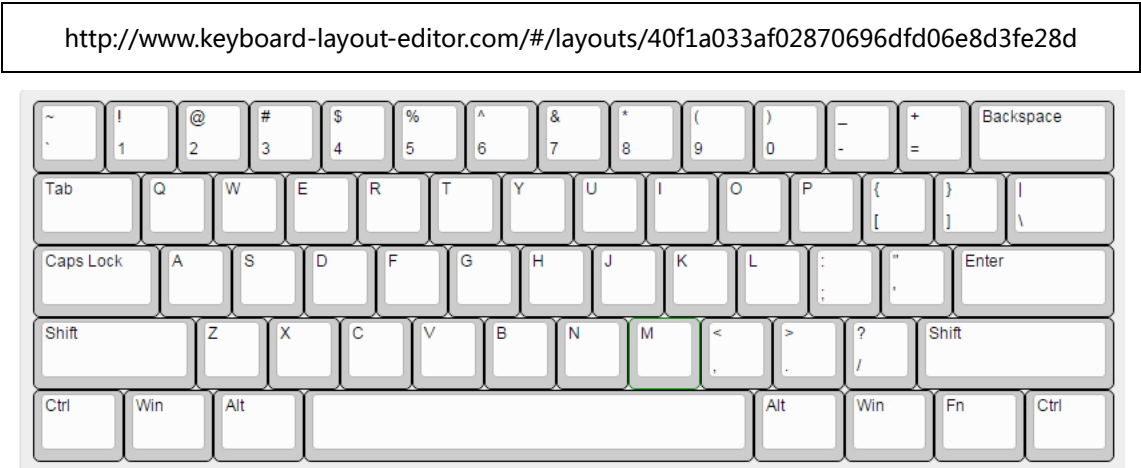 http://www.keyboard-layout-editor.com/#/layouts/40f1a033af02870696dfd06e8d3fe28d
~ ! @ # $ % ^ & * ( ) _ + Backspace
` 1 2 3 4 5 6 7 8 9 0 - =
Tab Q W E R T Y U I O P { } |
[ ] \
Caps Lock A S D F G H J K L : " Enter
; '
Shift Z X C V B N M < > ? Shift
, . /
Ctrl Win Alt Alt Win Fn Ctrl